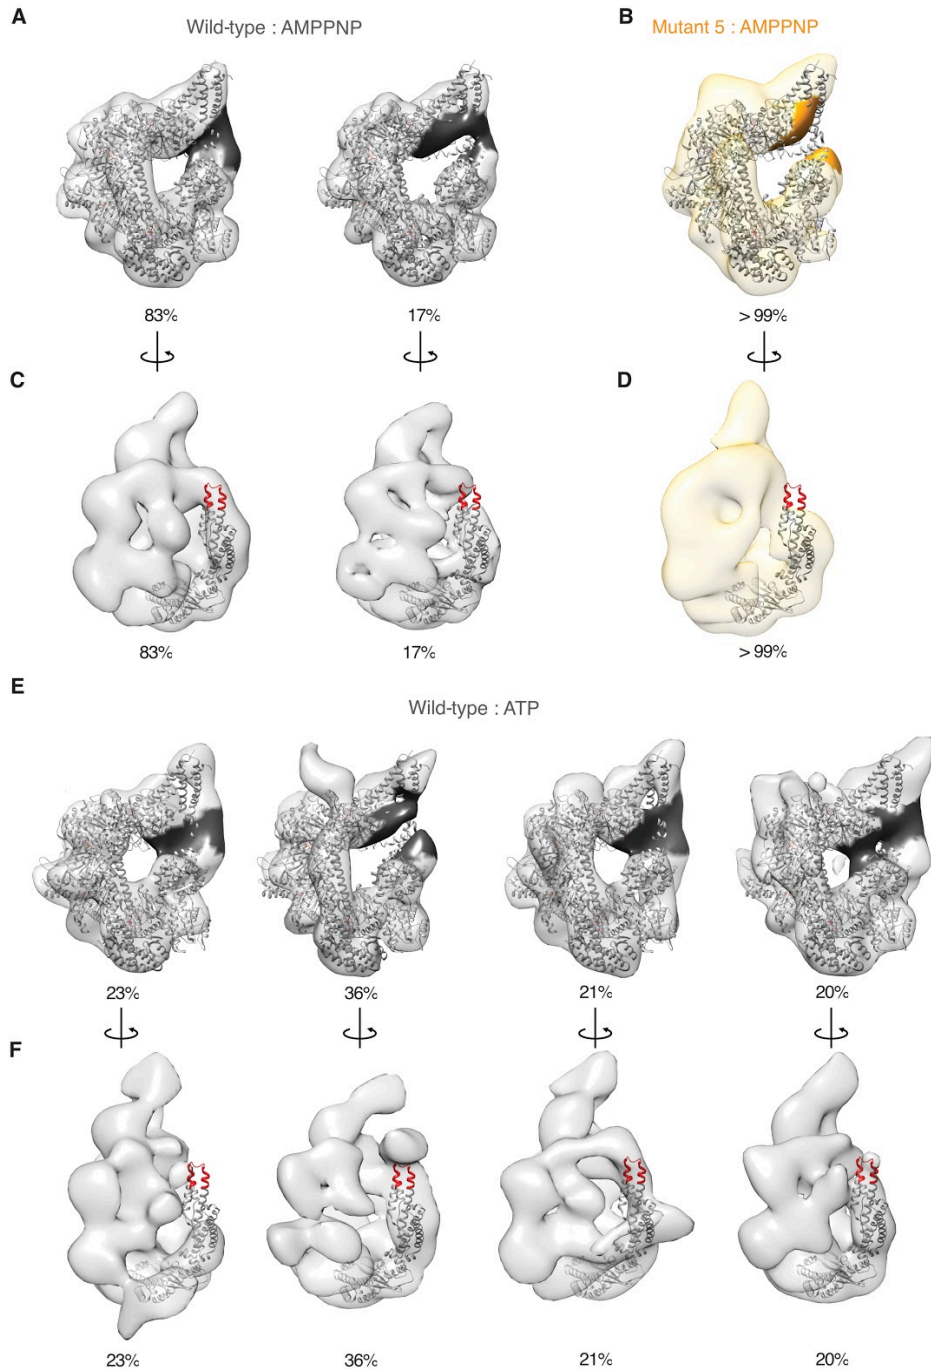 A
Wild-type : AMPPNP
B
Mutant 5 : AMPPNP
83%
17%
> 99%
C
D
83%
17%
> 99%
E
Wild-type : ATP
23%
36%
21%
20%
F
23%
36%
21%
20%